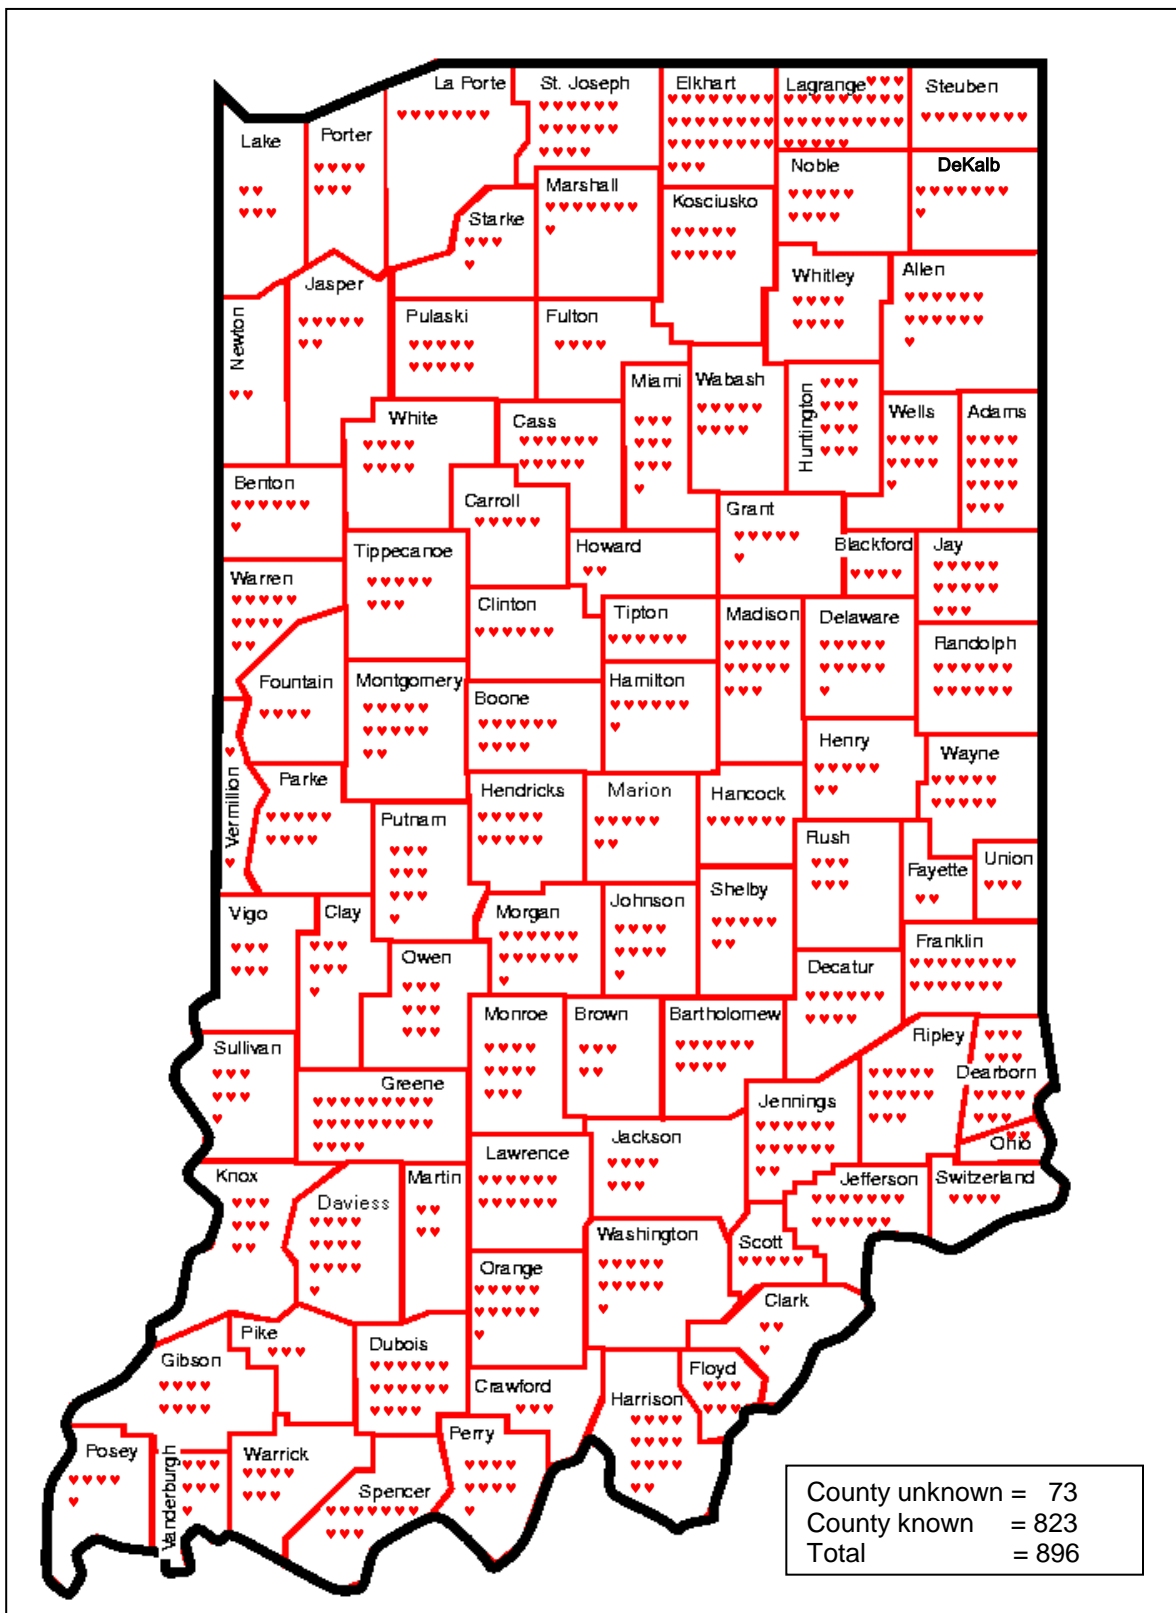 La Porte
St. Joseph
Elkhart
Lagrange
Steuben
Lake
Porter
Noble
DeKalb
Marshall
Kosciusko
Starke
Jasper
Whitley
Allen
Newton
Pulaski
Fulton
Miami
Wabash
Huntington
Wells
Adams
White
Cass
Benton
Carroll
Grant
Howard
Blackford
Jay
Tippecanoe
Warren
Clinton
Tipton
Madison
Delaware
Randolph
Fountain
Montgomery
Boone
Hamilton
Henry
Wayne
Vermillion
Parke
Hendricks
Marion
Hancock
Putnam
Rush
Fayette
Union
Vigo
Clay
Morgan
Johnson
Shelby
Franklin
Owen
Decatur
Monroe
Brown
Bartholomew
Ripley
Sullivan
Dearborn
Greene
Jennings
Jackson
Ohio
Lawrence
Knox
Martin
Jefferson
Switzerland
Daviess
Washington
Scott
Orange
Clark
Pike
Dubois
Gibson
Floyd
Crawford
Harrison
Perry
Posey
Vanderburgh
Warrick
Spencer
County unknown = 73
County known = 823
Total = 896